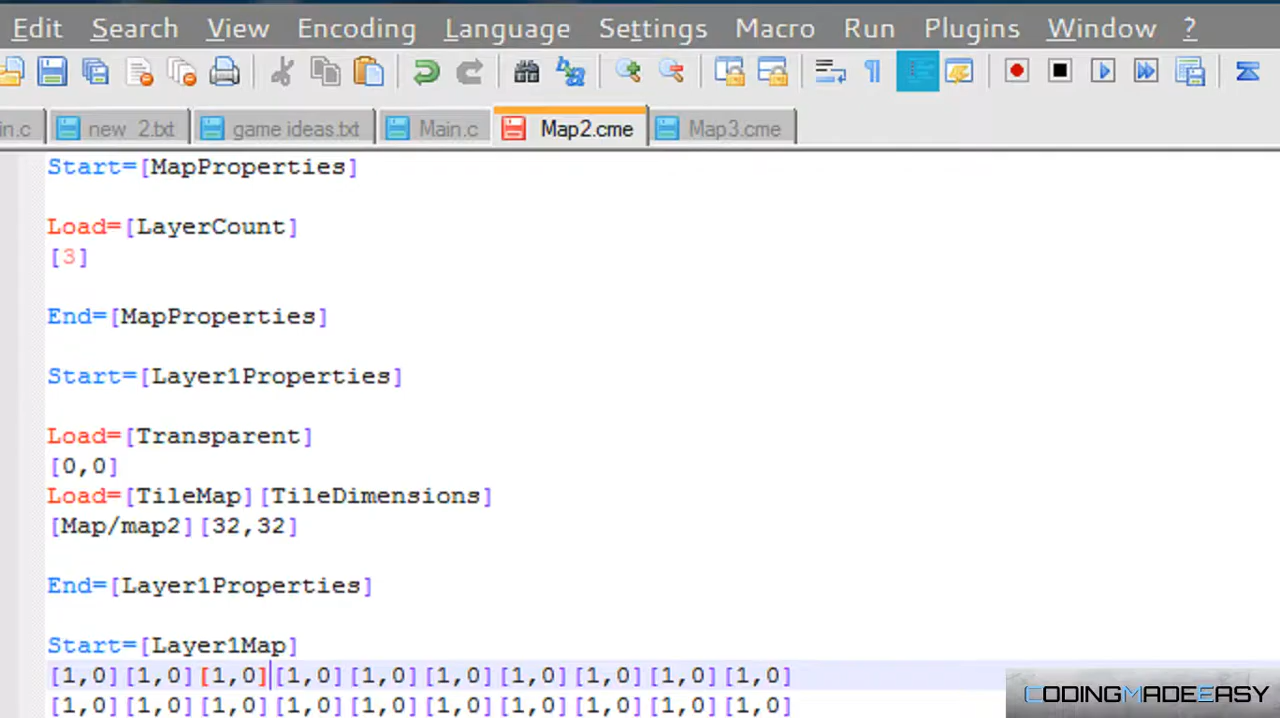 Edit Search View Encoding Language Settings Macro Run Plugins Window ?
in.c new 2.txt game ideas.txt Main.c Map2.cme Map3.cme
Start=[MapProperties]
Load=[LayerCount]
[3]
End=[MapProperties]
Start=[Layer1Properties]
Load=[Transparent]
[0,0]
Load=[TileMap][TileDimensions]
[Map/map2][32,32]
End=[Layer1Properties]
Start=[Layer1Map]
[1,0][1,0][1,0][1,0][1,0][1,0][1,0][1,0][1,0][1,0]
[1,0][1,0][1,0][1,0][1,0][1,0][1,0][1,0][1,0][1,0]
CODINGMADEEASY